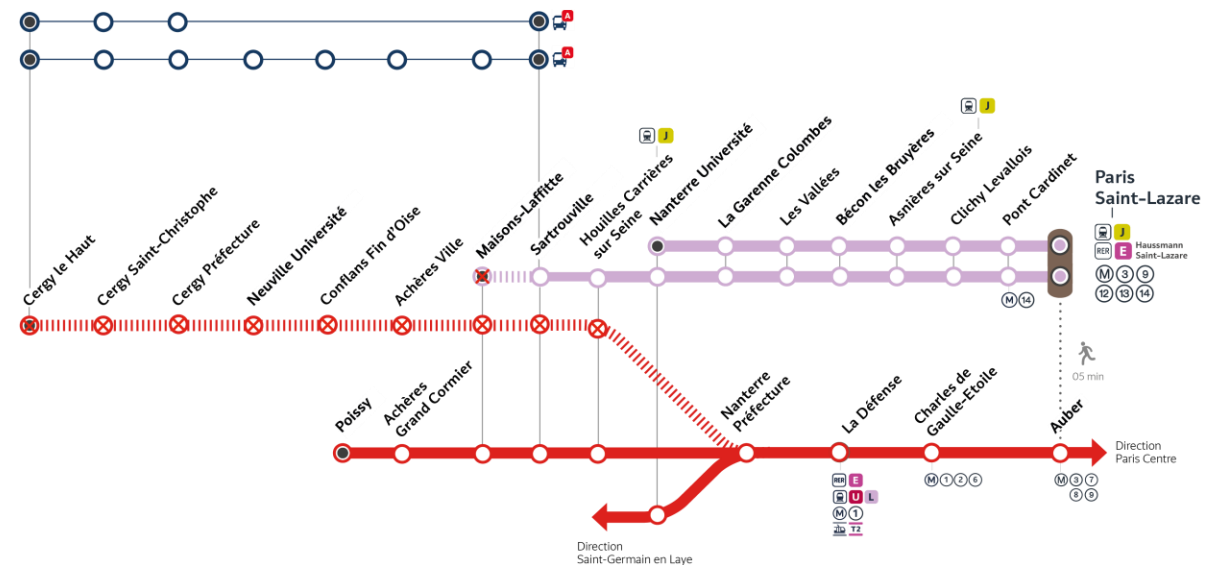 A
A
Cergy le Haut
Cergy Saint-Christophe
Cergy Préfecture
Neuville Université
Conflans Fin d'Oise
Achères Ville
Maisons-Laffitte
Sartrouville
Houilles Carrières
sur Seine
J
Nanterre Université
La Garenne Colombes
Les Vallées
Bécon les Bruyères
Asnières sur Seine
J
Clichy Levallois
Pont Cardinet
M 14
Paris
Saint-Lazare
J
RER E Haussmann
Saint-Lazare
M 3 9
12 13 14
05 min
Poissy
Achères
Grand Cormier
Nanterre
Préfecture
La Défense
RER E
U L
M 1
T2
Charles de
Gaulle-Etoile
M 1 2 6
Auber
M 3 7
8 9
Direction
Paris Centre
Direction
Saint-Germain en Laye